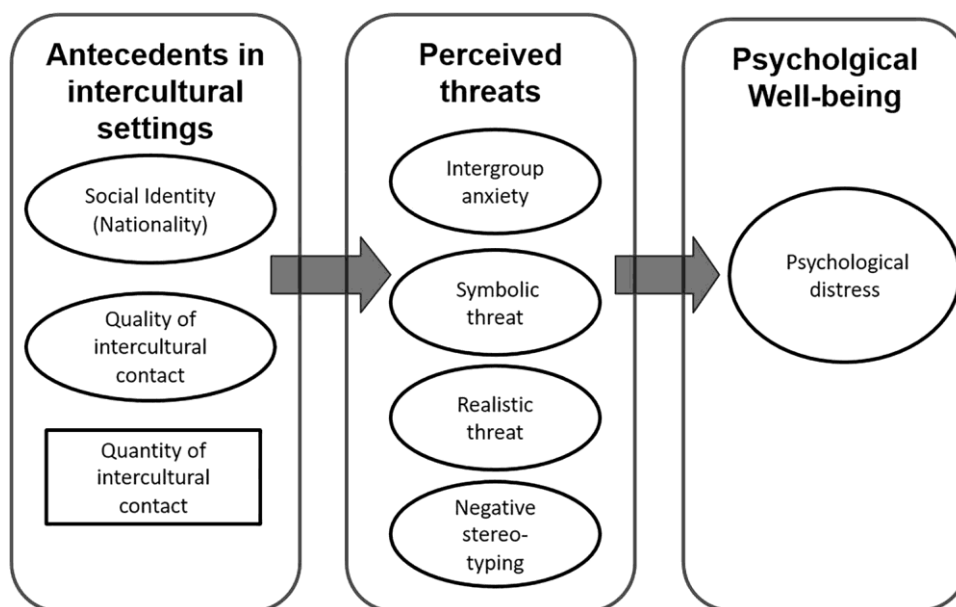 Antecedents in
intercultural
settings
Social Identity
(Nationality)
Quality of
intercultural
contact
Quantity of
intercultural
contact
Perceived
threats
Intergroup
anxiety
Symbolic
threat
Realistic
threat
Negative
stereo-
typing
Psycholgical
Well-being
Psychological
distress